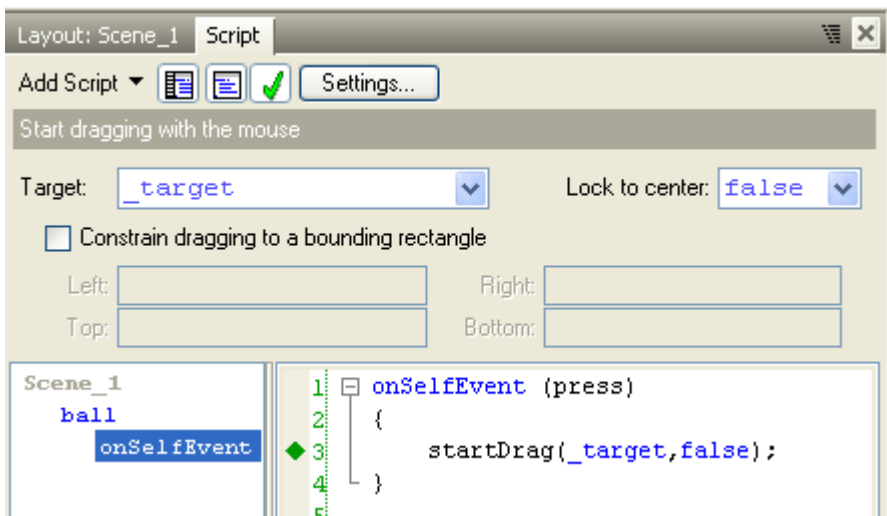 Layout: Scene_1 Script
Add Script Settings...
Start dragging with the mouse
Target: _target Lock to center: false
Constrain dragging to a bounding rectangle
Left: Right:
Top: Bottom:
Scene_1
ball
onSelfEvent
1 onSelfEvent (press)
2 {
3 startDrag(_target,false);
4 }
5